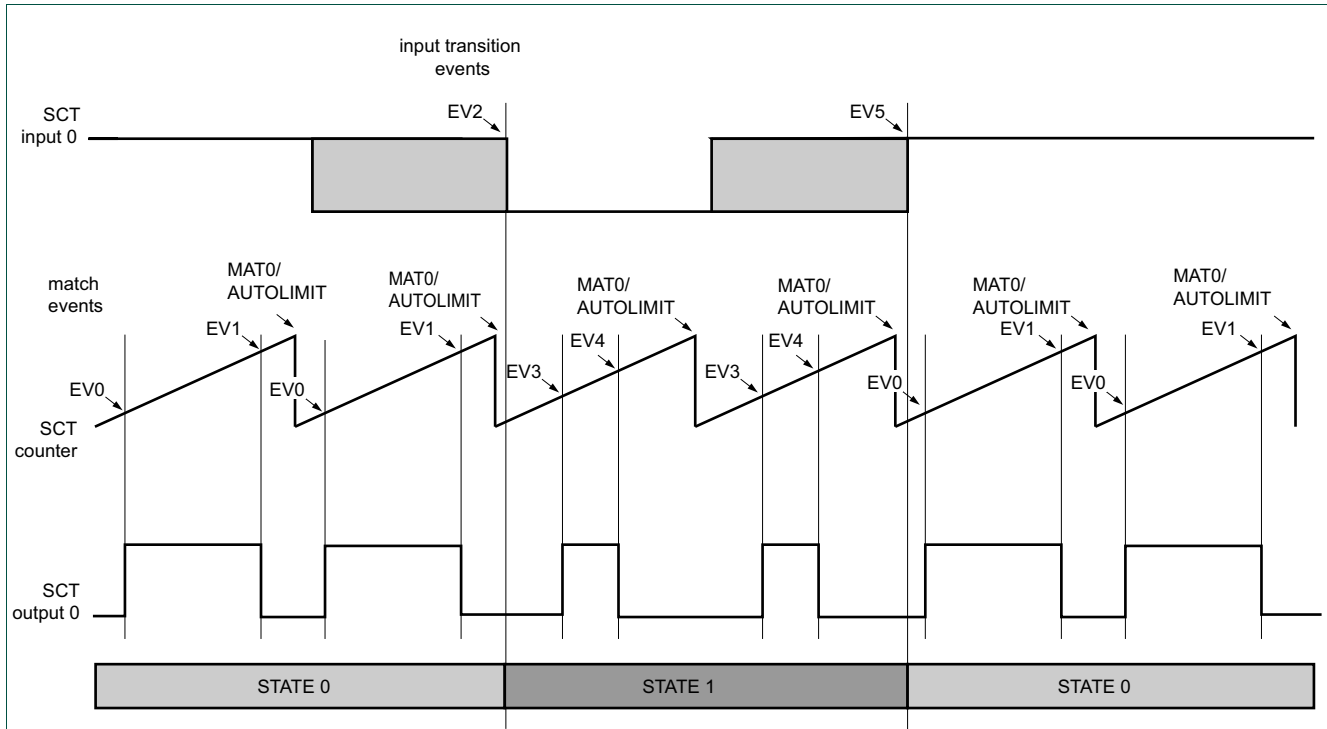 input transition
events
SCT
input 0
EV2
EV5
match
events
MAT0/
AUTOLIMIT
MAT0/
AUTOLIMIT
MAT0/
AUTOLIMIT
MAT0/
AUTOLIMIT
MAT0/
AUTOLIMIT
MAT0/
AUTOLIMIT
EV0
EV1
EV0
EV1
EV3
EV4
EV3
EV4
EV0
EV1
EV0
EV1
SCT
counter
SCT
output 0
STATE 0
STATE 1
STATE 0